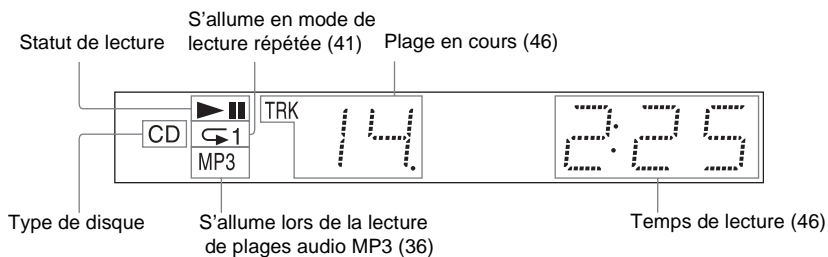 S'allume en mode de
lecture répétée (41)
Statut de lecture
Plage en cours (46)
TRK
14.
2:25
CD
1
MP3
Type de disque
S'allume lors de la lecture
de plages audio MP3 (36)
Temps de lecture (46)